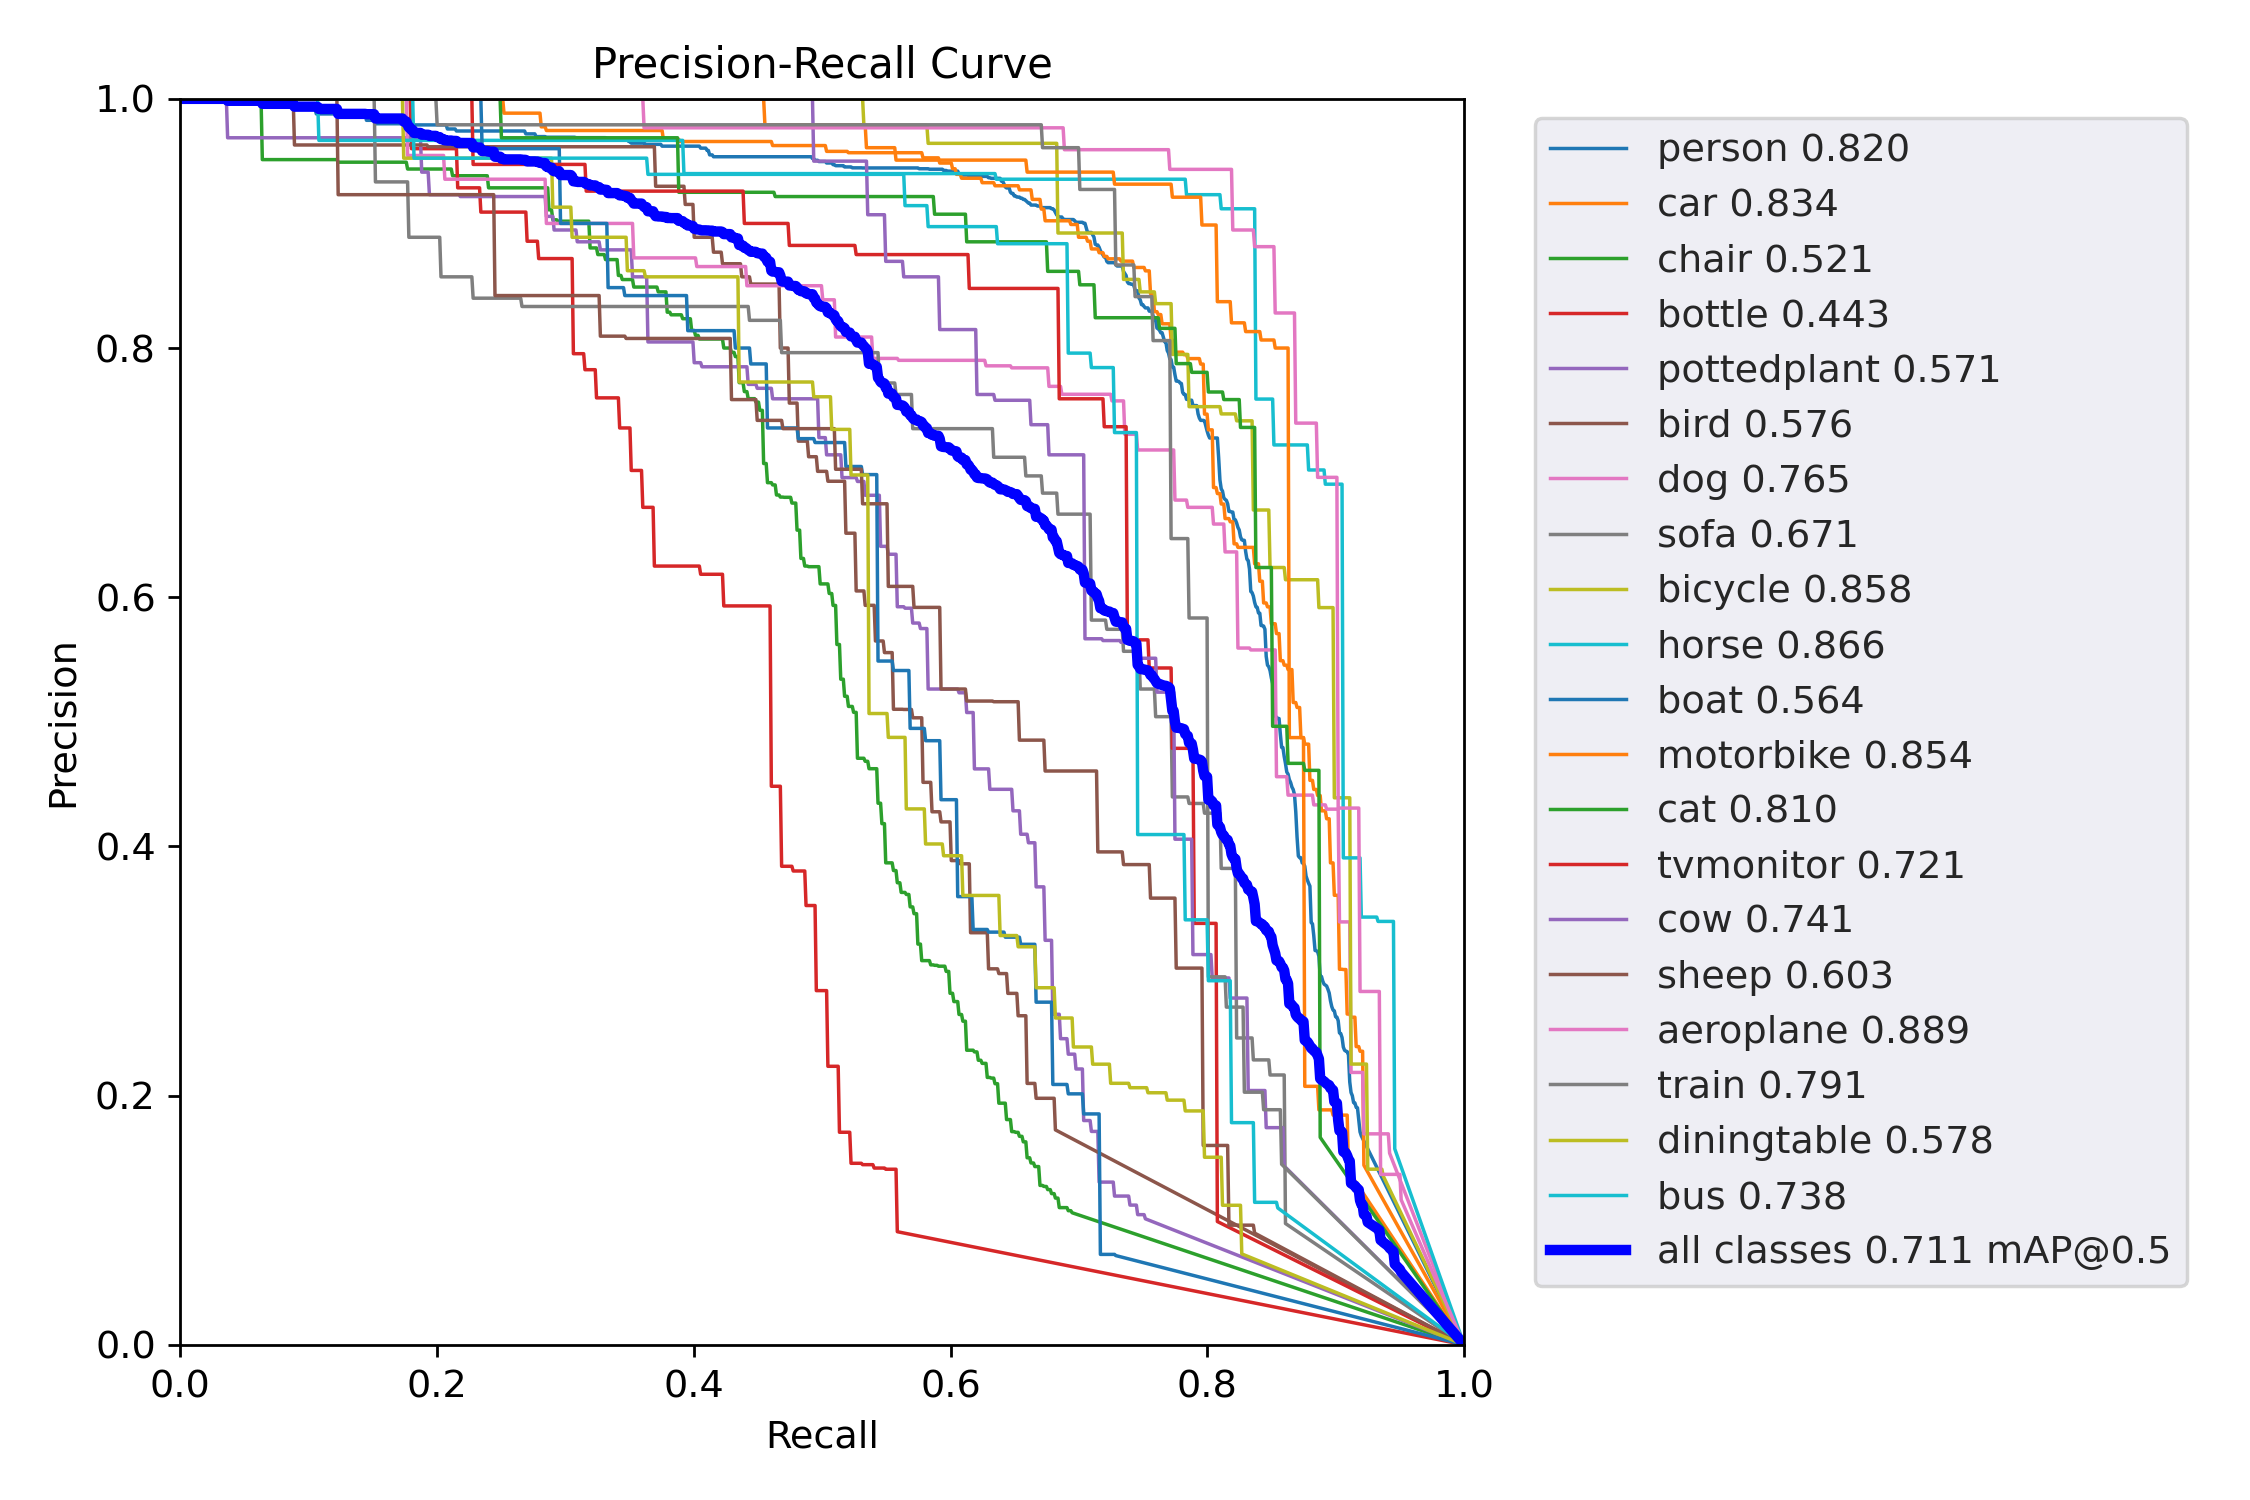 Precision-Recall Curve
1.0
0.8
0.6
0.4
0.2
0.0
Precision
0.0 0.2 0.4 0.6 0.8 1.0
Recall
person 0.820
car 0.834
chair 0.521
bottle 0.443
pottedplant 0.571
bird 0.576
dog 0.765
sofa 0.671
bicycle 0.858
horse 0.866
boat 0.564
motorbike 0.854
cat 0.810
tvmonitor 0.721
cow 0.741
sheep 0.603
aeroplane 0.889
train 0.791
diningtable 0.578
bus 0.738
all classes 0.711 mAP@0.5